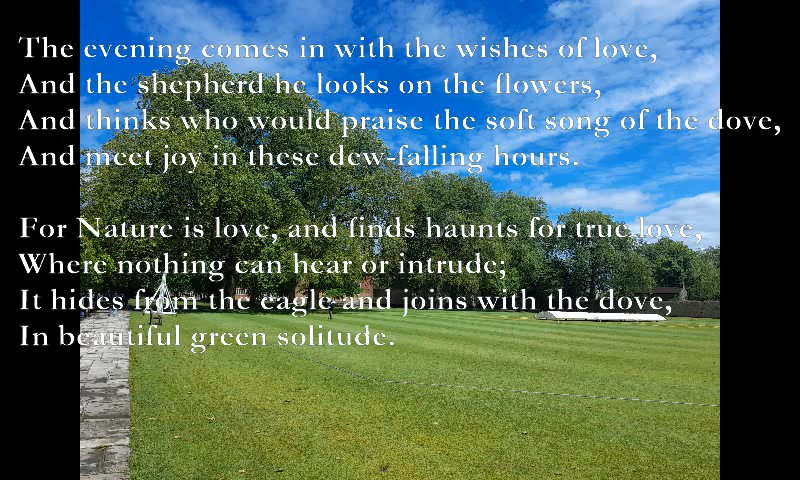 The evening comes in with the wishes of love,
And the shepherd he looks on the flowers,
And thinks who would praise the soft song of the dove,
And meet joy in these dew-falling hours.

For Nature is love, and finds haunts for true love,
Where nothing can hear or intrude;
It hides from the eagle and joins with the dove,
In beautiful green solitude.